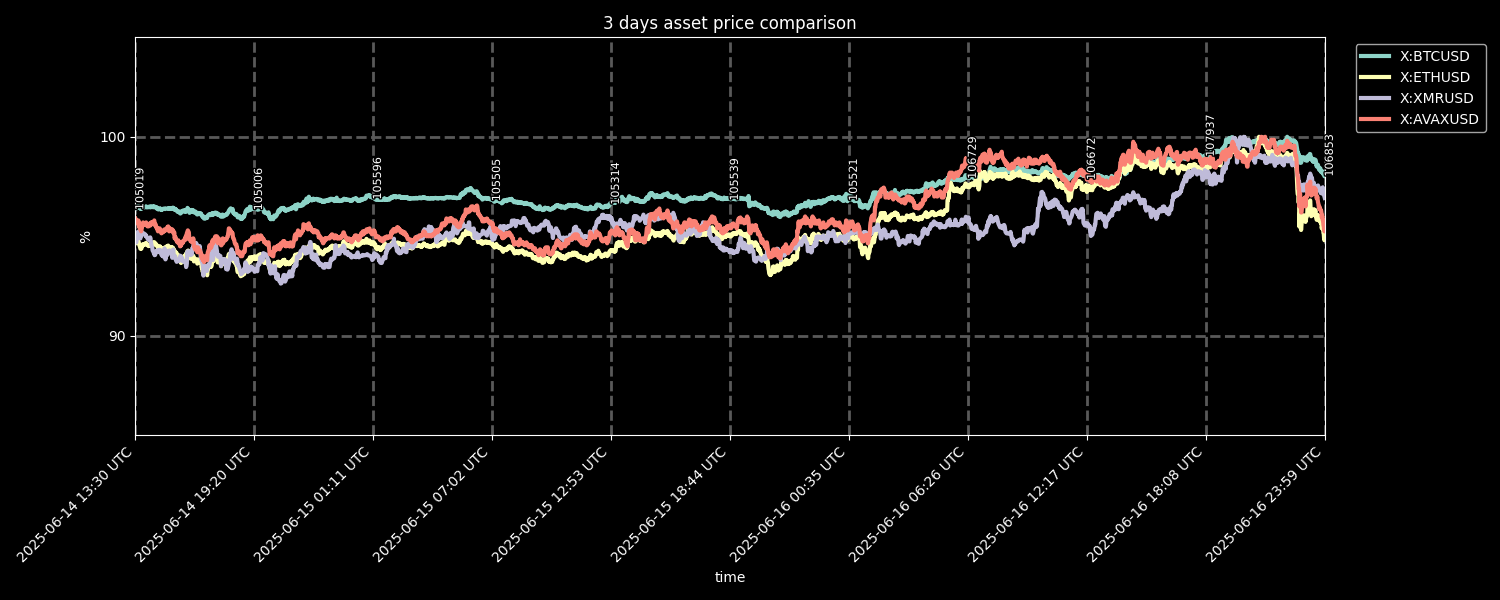 3 days asset price comparison
X:BTCUSD
X:ETHUSD
X:XMRUSD
X:AVAXUSD
100
90
%
105019
105006
105996
105505
105314
105539
105211
106729
106672
107937
106853
2025-06-14 13:30 UTC
2025-06-14 19:20 UTC
2025-06-15 01:11 UTC
2025-06-15 07:02 UTC
2025-06-15 12:53 UTC
2025-06-15 18:44 UTC
2025-06-16 00:35 UTC
2025-06-16 06:26 UTC
2025-06-16 12:17 UTC
2025-06-16 18:08 UTC
2025-06-16 23:59 UTC
time